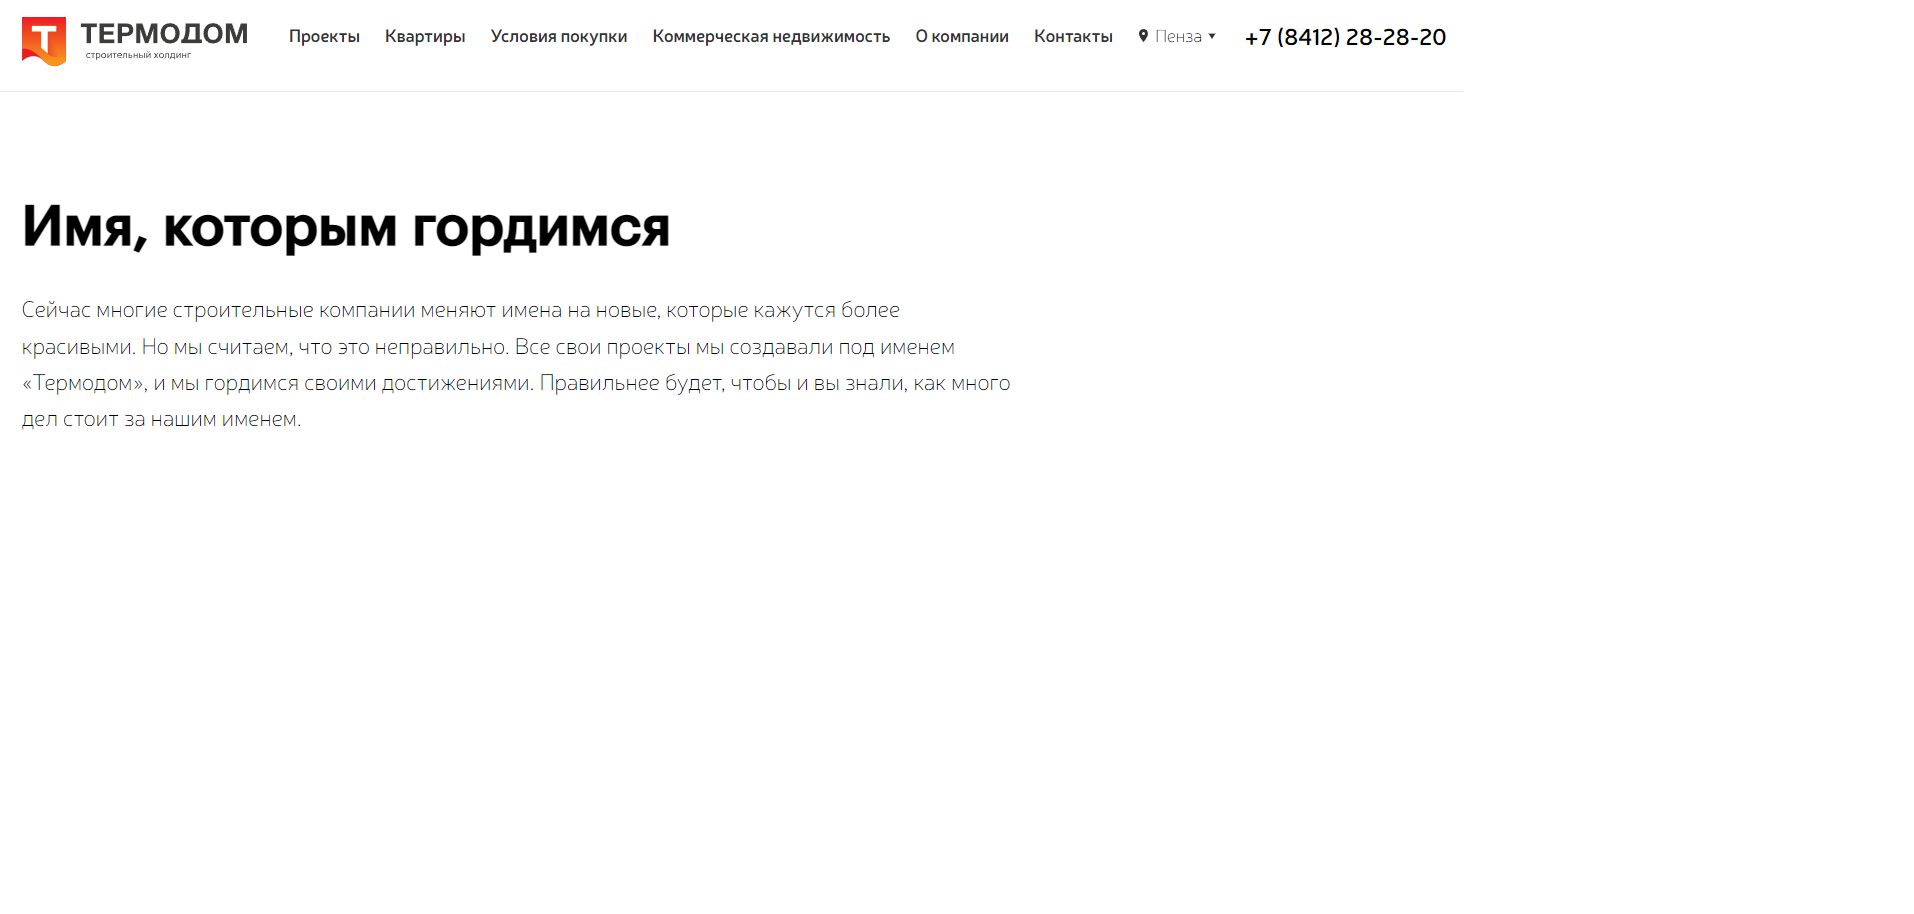 ТЕРМОДОМ
строительный холдинг
Проекты Квартиры Условия покупки Коммерческая недвижимость О компании Контакты Пенза +7 (8412) 28-28-20
Имя, которым гордимся
Сейчас многие строительные компании меняют имена на новые, которые кажутся более
красивыми. Но мы считаем, что это неправильно. Все свои проекты мы создавали под именем
«Термодом», и мы гордимся своими достижениями. Правильнее будет, чтобы и вы знали, как много
дел стоит за нашим именем.